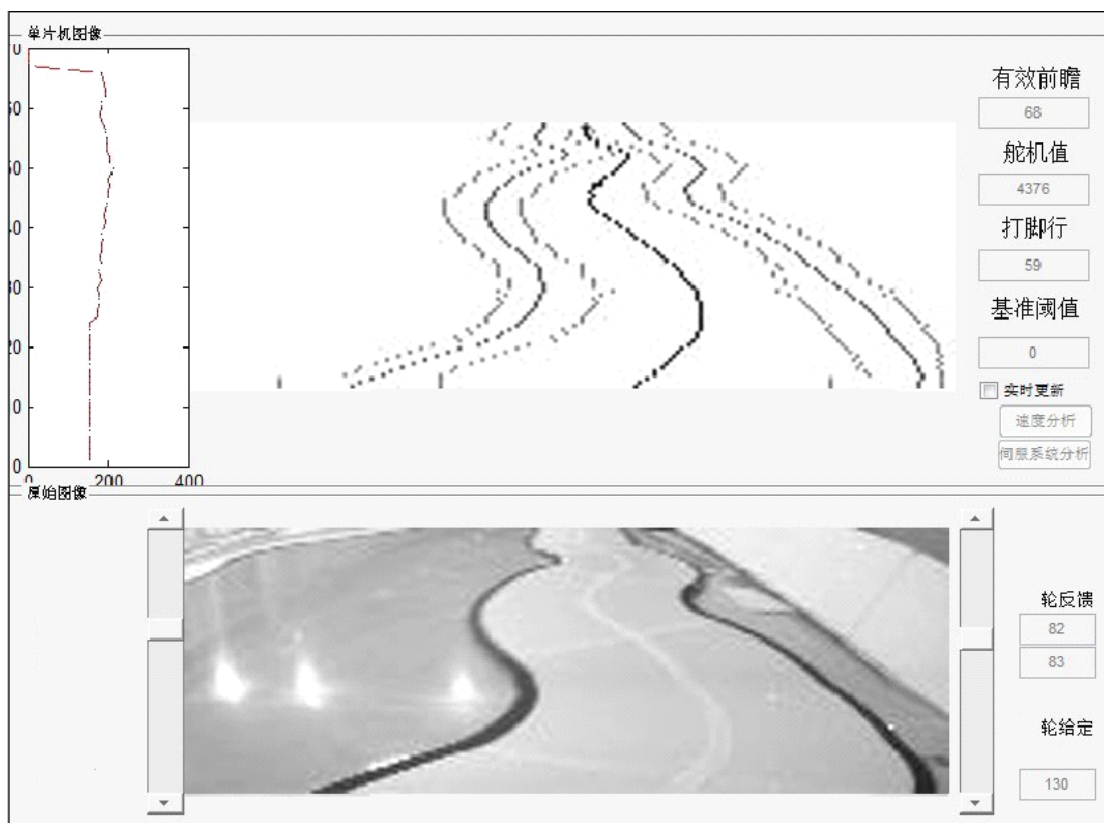 单片机图像
有效前瞻
68
舵机值
4376
打脚行
59
基准阈值
0
实时更新
速度分析
伺服系统分析
0
60
50
40
30
20
10
0
0
200
400
原始图像
轮反馈
82
83
轮给定
130